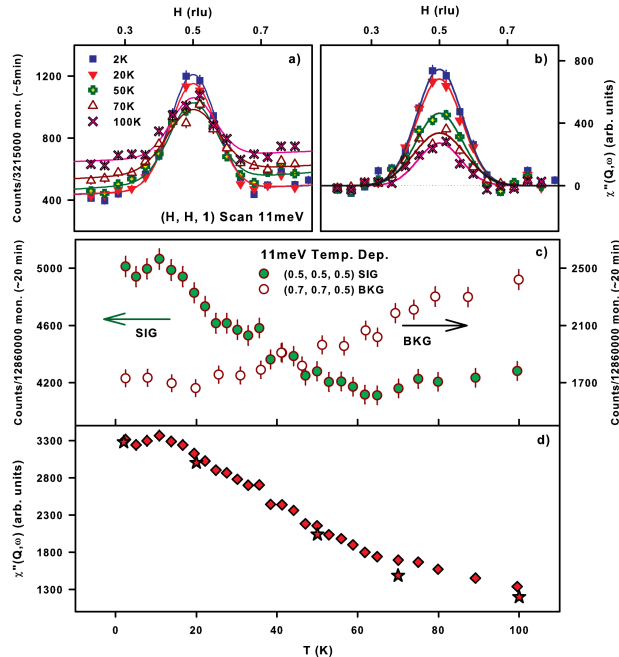 H (rlu)
H (rlu)
0.3 0.5 0.7
0.3 0.5 0.7
a)
b)
2K
20K
50K
70K
100K
1200
800
400
800
400
0
Counts/3215000 mon. (~5min)
χ"(Q,ω) (arb. units)
(H, H, 1) Scan 11meV
11meV Temp. Dep.
c)
(0.5, 0.5, 0.5) SIG
(0.7, 0.7, 0.5) BKG
SIG
BKG
5000
4600
4200
2500
2100
1700
Counts/12860000 mon. (~20 min)
Counts/12860000 mon. (~20 min)
d)
3300
2800
2300
1800
1300
χ"(Q,ω) (arb. units)
0 20 40 60 80 100
T (K)